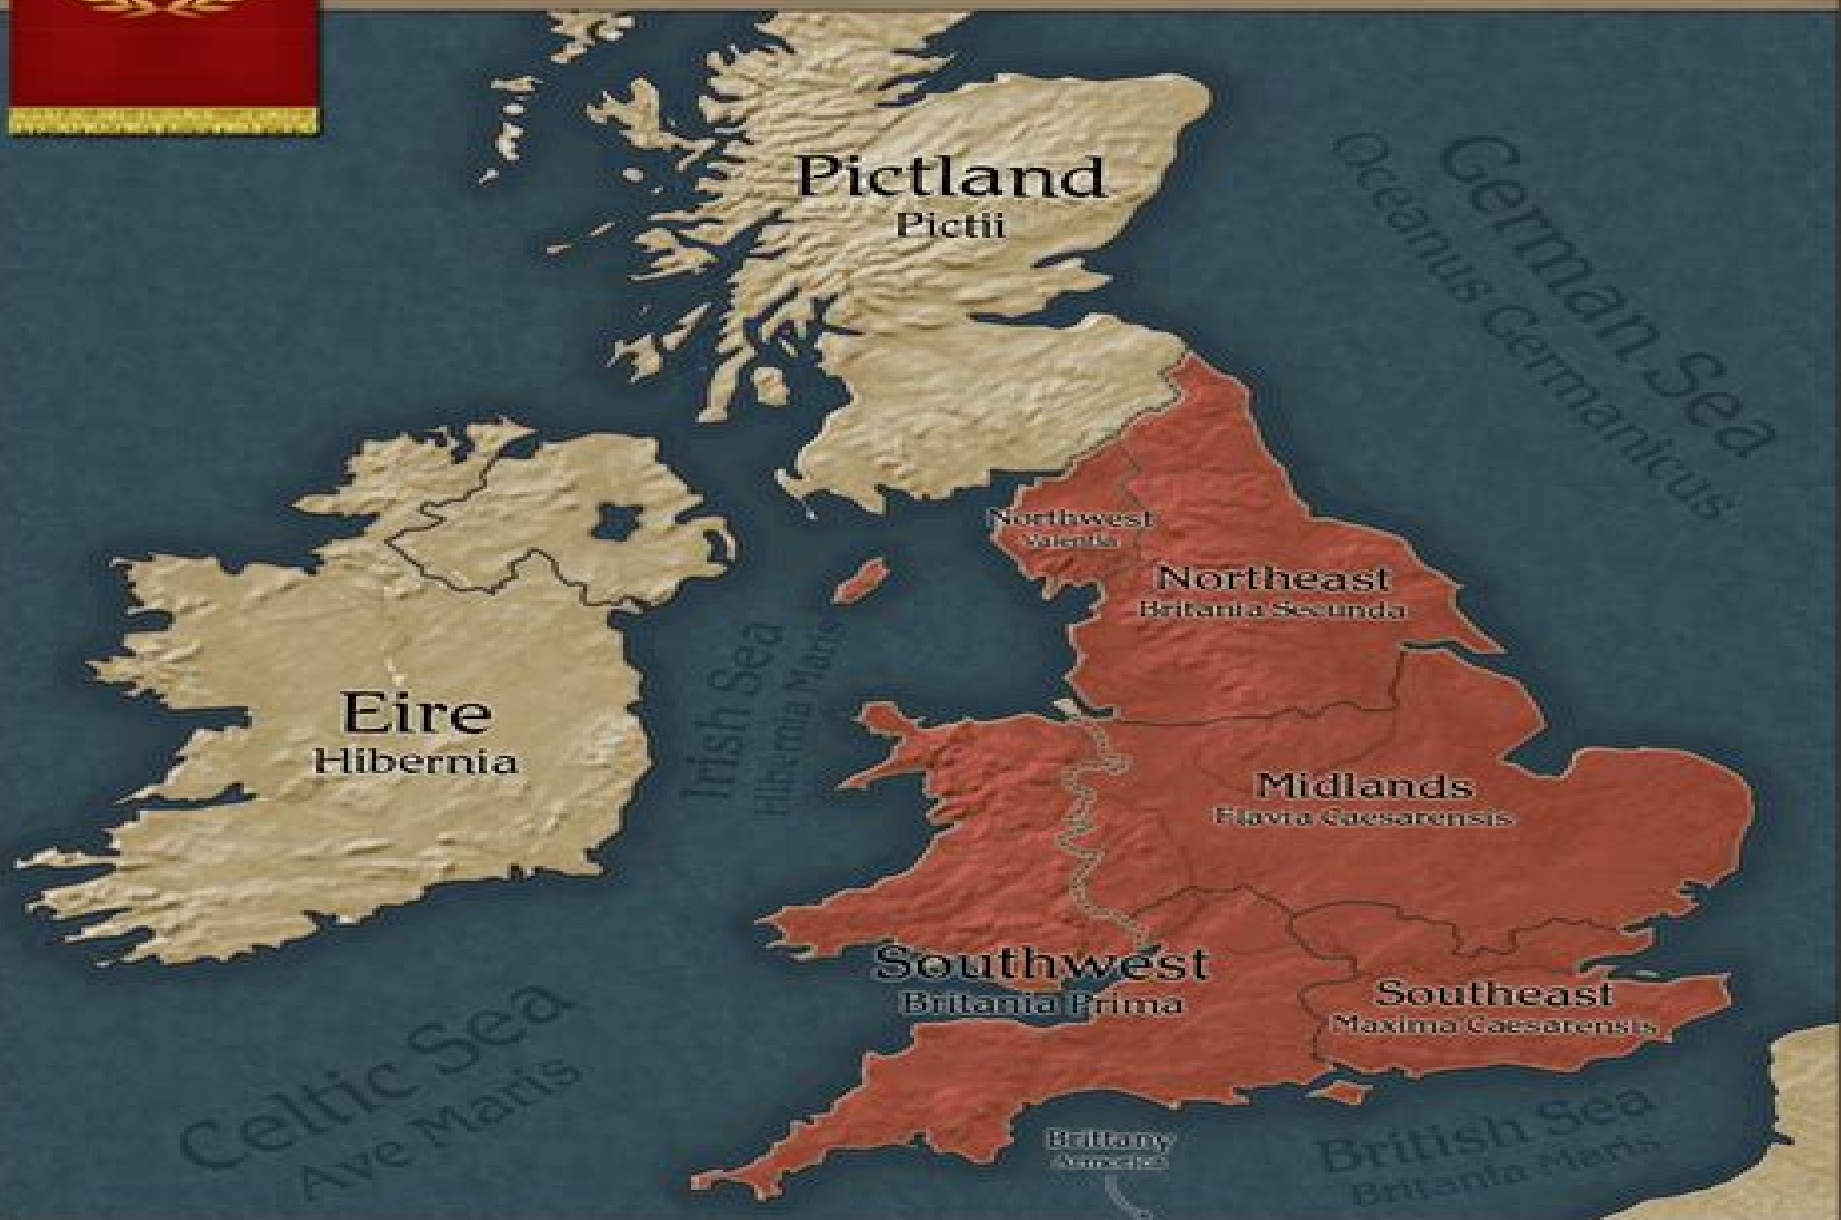 Pictland
Pictii
German Sea
Oceanus Germanicus
Northwest
Valentia
Northeast
Britania Secunda
Irish Sea
Hibernia Maris
Eire
Hibernia
Midlands
Flavia Caesarensis
Southwest
Britania Prima
Southeast
Maxima Caesarensis
Celtic Sea
Ave Maris
Brittany
British Sea
Britania Maris